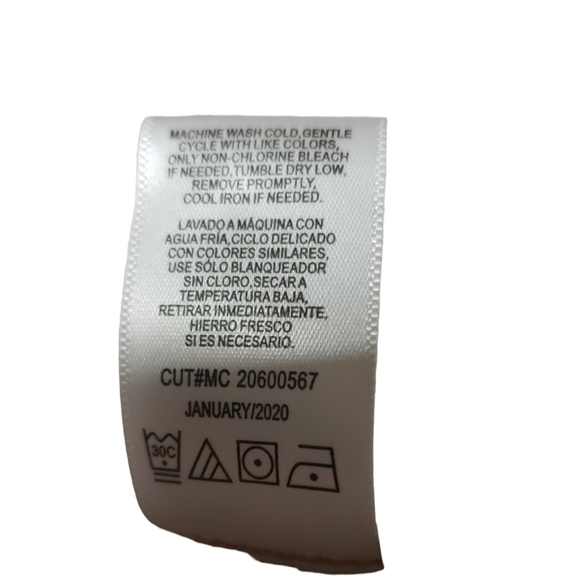 MACHINE WASH COLD,GENTLE
CYCLE WITH LIKE COLORS,
ONLY NON-CHLORINE BLEACH
IF NEEDED,TUMBLE DRY LOW,
REMOVE PROMPTLY,
COOL IRON IF NEEDED.
LAVADO A MÁQUINA CON
AGUA FRÍA,CICLO DELICADO
CON COLORES SIMILARES,
USE SÓLO BLANQUEADOR
SIN CLORO,SECAR A
TEMPERATURA BAJA,
RETIRAR INMEDIATAMENTE,
HIERRO FRESCO
SI ES NECESARIO.
CUT#MC 20600567
JANUARY/2020
30C